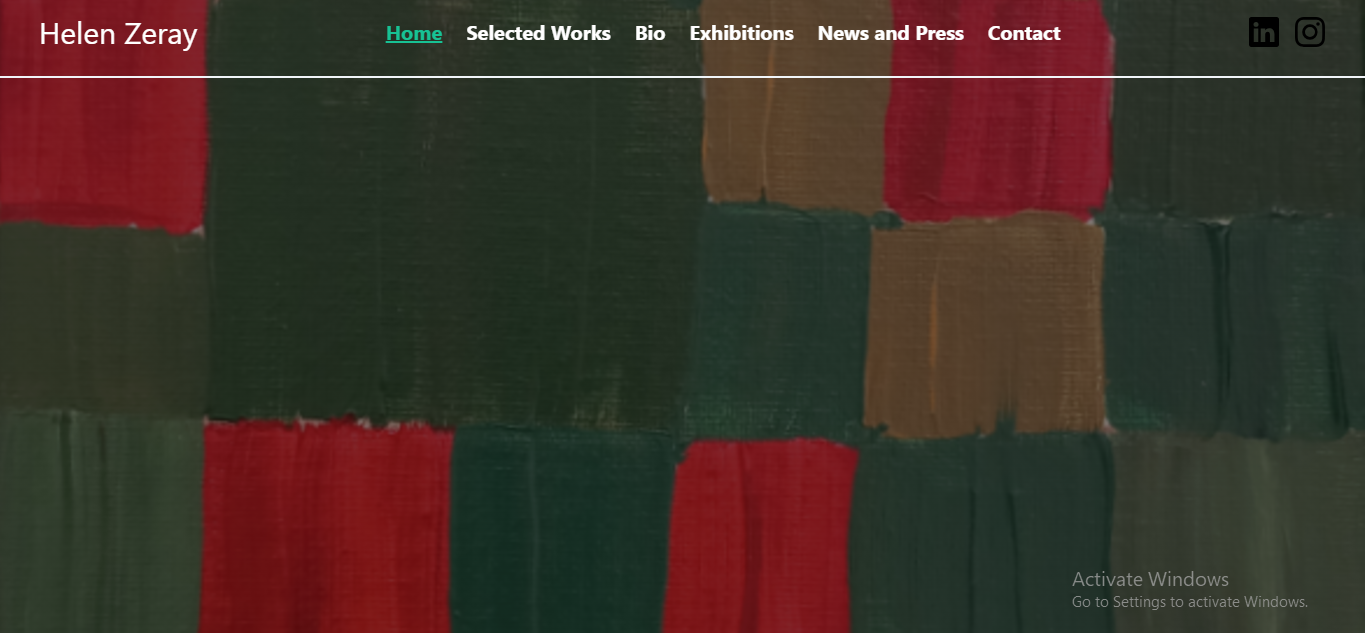 Helen Zeray
Home Selected Works Bio Exhibitions News and Press Contact
in
Activate Windows
Go to Settings to activate Windows.